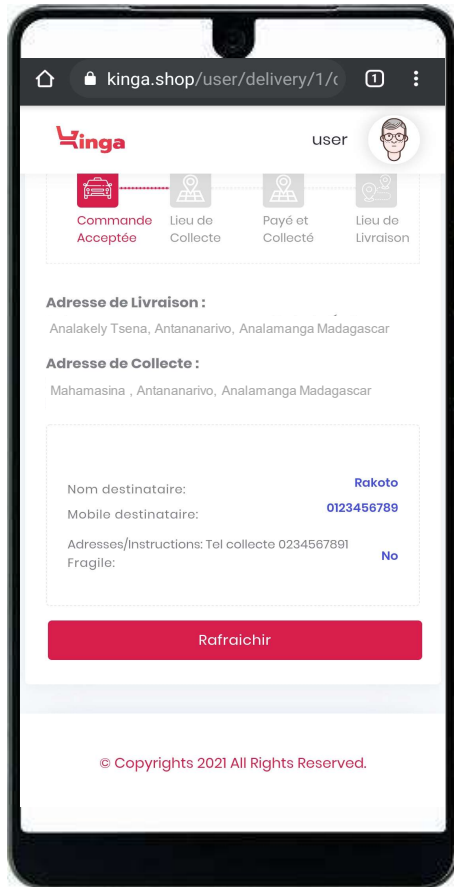 kinga.shop/user/delivery/1/c
1
Kinga
user
Commande Acceptée
Lieu de Collecte
Payé et Collecté
Lieu de Livraison
Adresse de Livraison :
Analakely Tsena, Antananarivo, Analamanga Madagascar
Adresse de Collecte :
Mahamasina , Antananarivo, Analamanga Madagascar
Nom destinataire: Rakoto
Mobile destinataire: 0123456789
Adresses/Instructions: Tel collecte 0234567891
Fragile: No
Rafraichir
© Copyrights 2021 All Rights Reserved.